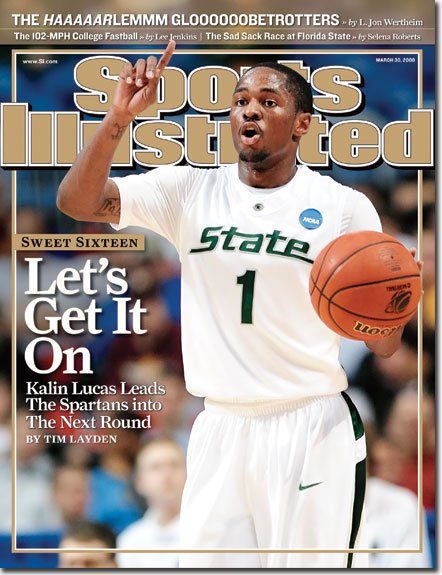 THE HAAAARLEMMM GLOOOOOOBETROTTERS » by L. Jon Wertheim
The 102-MPH College Fastball » by Lee Jenkins | The Sad Sack Race at Florida State » by Selena Roberts
www.SI.com
MARCH 30, 2009
Sports
Illustrated
NCAA
State
1
SWEET SIXTEEN
Let's
Get It
On
Kalin Lucas Leads
The Spartans into
The Next Round
BY TIM LAYDEN